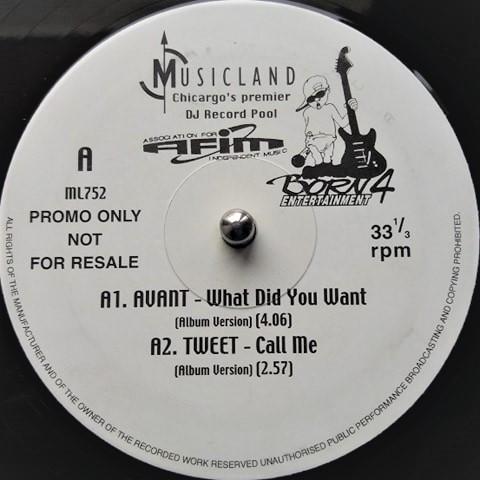 MUSICLAND
Chicargo's premier
DJ Record Pool
ASSOCIATION FOR
AFIM
INDEPENDENT MUSIC
BORN 4
ENTERTAINMENT
A
ML752
PROMO ONLY
NOT
FOR RESALE
33 1/3
rpm
A1. AVANT - What Did You Want
(Album Version) (4.06)
A2. TWEET - Call Me
(Album Version) (2.57)
ALL RIGHTS OF THE MANUFACTURER AND OF THE OWNER OF THE RECORDED WORK RESERVED UNAUTHORISED PUBLIC PERFORMANCE BROADCASTING AND COPYING PROHIBITED.